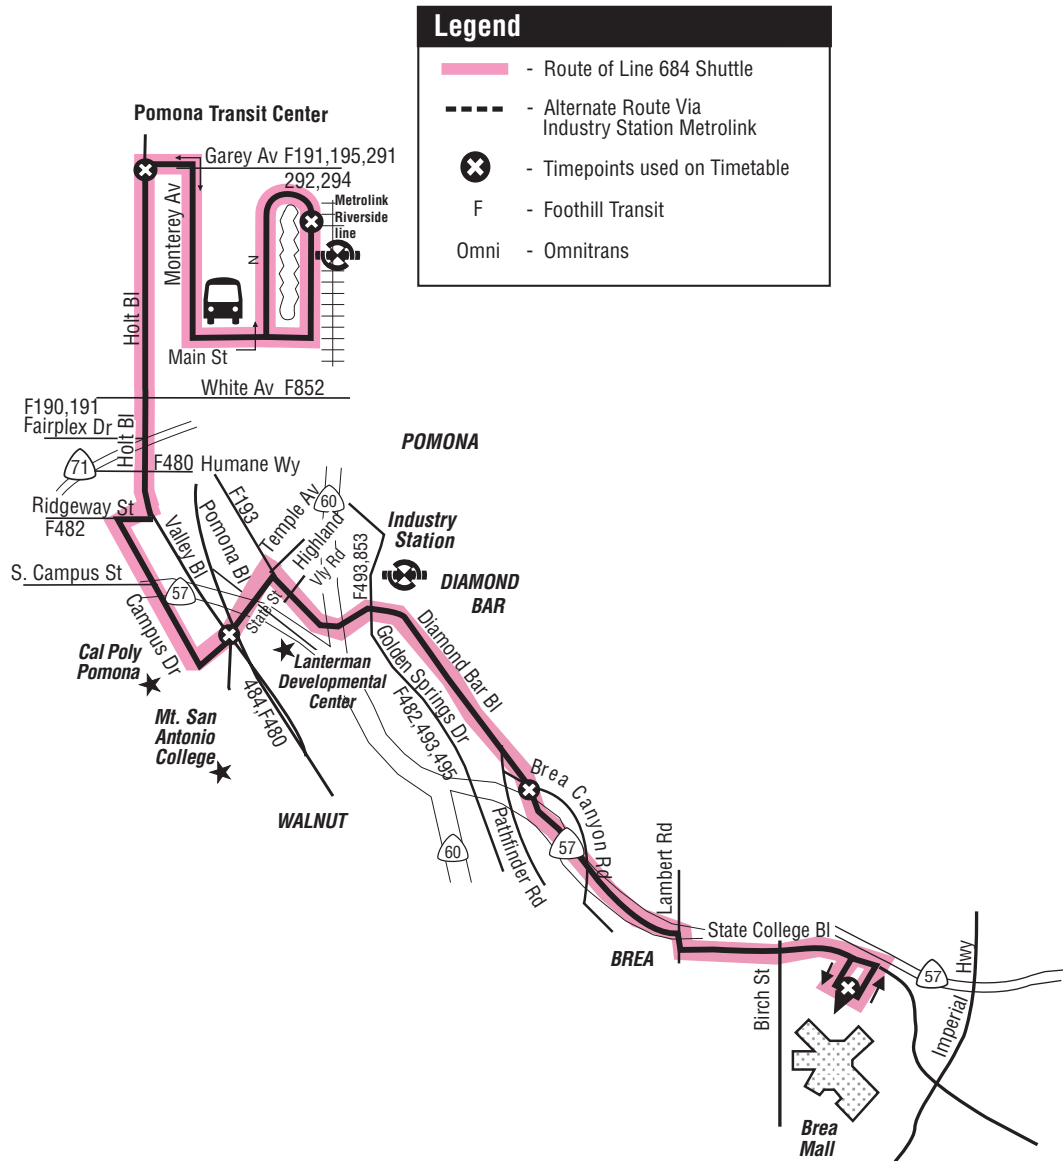 Legend
- Route of Line 684 Shuttle
- Alternate Route Via
Industry Station Metrolink
- Timepoints used on Timetable
F - Foothill Transit
Omni - Omnitrans
Pomona Transit Center
Garey Av F191,195,291
292,294
Metrolink
Riverside
line
Monterey Av
N
Holt Bl
Main St
White Av F852
F190,191
Fairplex Dr
Holt Bl
POMONA
71
F480 Humane Wy
60
Ridgeway St
F482
Valley Bl
Pomona Bl
F193
Temple Av
Highland
Vly Rd
F493,853
Industry
Station
S. Campus St
57
State St
DIAMOND
BAR
Campus Dr
Cal Poly
Pomona
Lanterman
Developmental
Center
Golden Springs Dr
Diamond Bar Bl
484,F480
F482,493,495
Mt. San
Antonio
College
WALNUT
Brea Canyon Rd
Pathfinder Rd
60
57
Lambert Rd
State College Bl
BREA
57
Birch St
Imperial Hwy
Brea
Mall